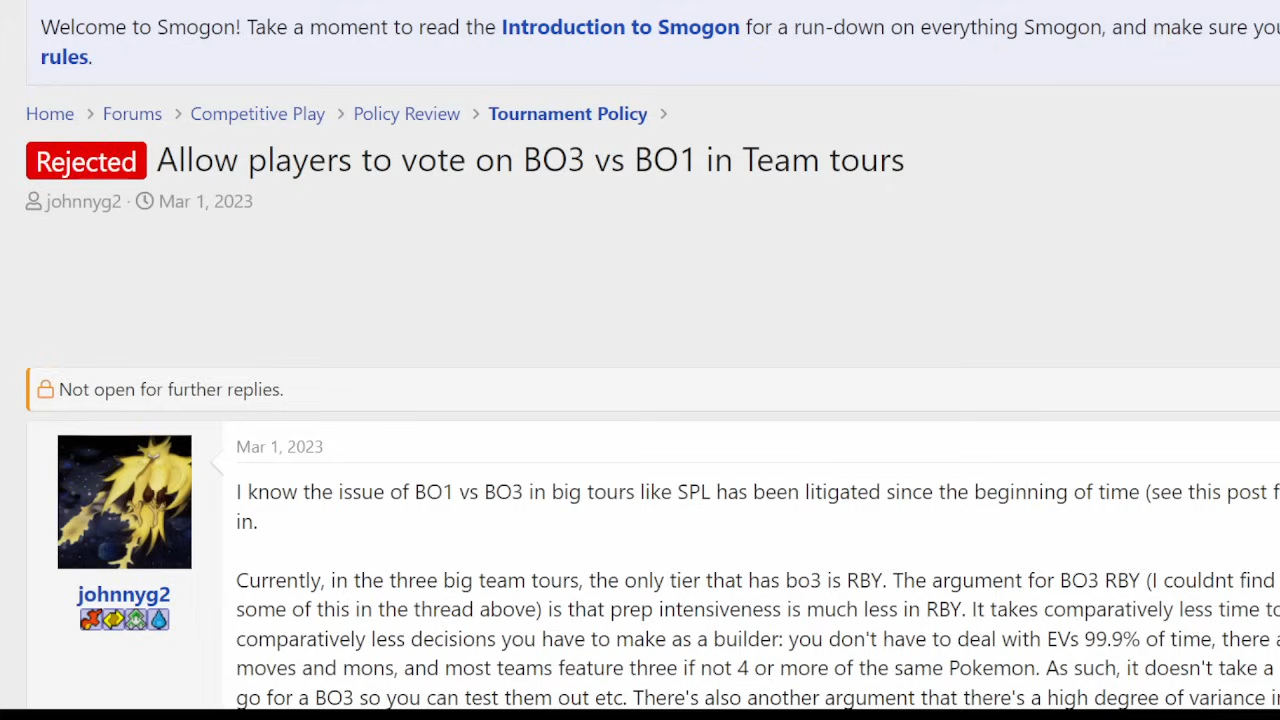 Welcome to Smogon! Take a moment to read the Introduction to Smogon for a run-down on everything Smogon, and make sure you
rules.
Home > Forums > Competitive Play > Policy Review > Tournament Policy >
Rejected Allow players to vote on BO3 vs BO1 in Team tours
johnnyg2 · Mar 1, 2023
Not open for further replies.
Mar 1, 2023
I know the issue of BO1 vs BO3 in big tours like SPL has been litigated since the beginning of time (see this post f
in.
Currently, in the three big team tours, the only tier that has bo3 is RBY. The argument for BO3 RBY (I couldnt find
some of this in the thread above) is that prep intensiveness is much less in RBY. It takes comparatively less time to
comparatively less decisions you have to make as a builder: you don't have to deal with EVs 99.9% of time, there a
moves and mons, and most teams feature three if not 4 or more of the same Pokemon. As such, it doesn't take a
go for a BO3 so you can test them out etc. There's also another argument that there's a high degree of variance i
johnnyg2